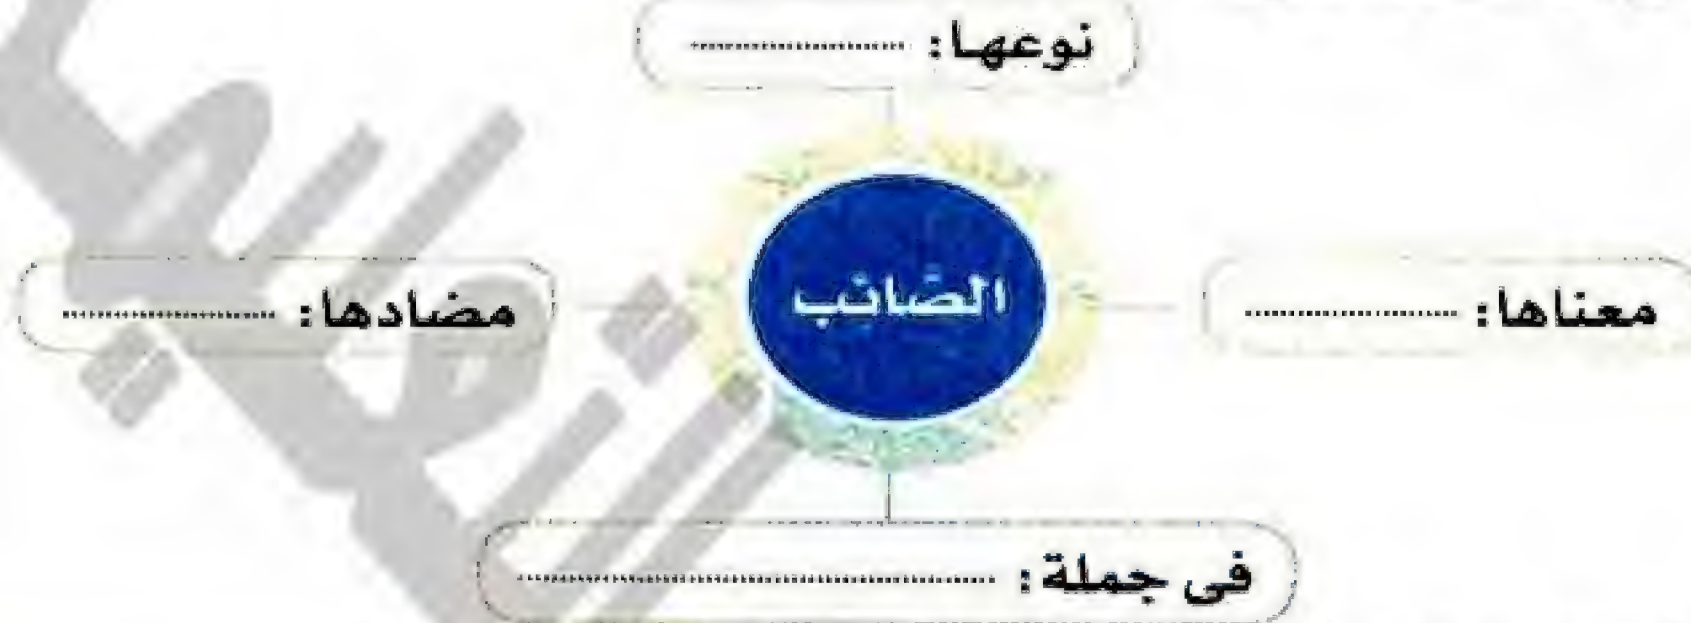 نوعها: ......................
معناها: ......................
الصائب
مضادها: ......................
فى جملة: ................................................